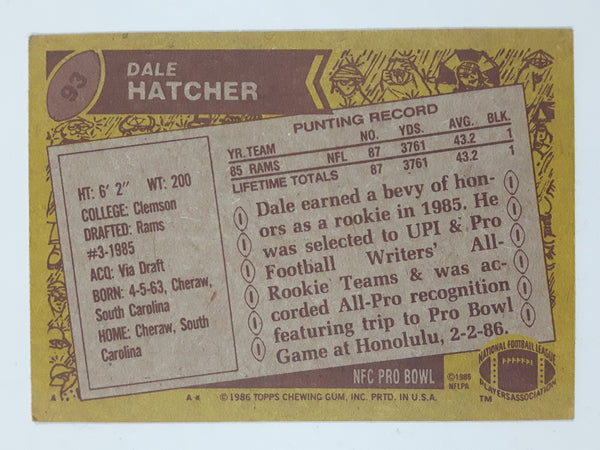 93
DALE
HATCHER
PUNTING RECORD
YR. TEAM NO. YDS. AVG. BLK.
85 RAMS NFL 87 3761 43.2 1
LIFETIME TOTALS 87 3761 43.2 1
HT: 6' 2" WT: 200
COLLEGE: Clemson
DRAFTED: Rams
#3-1985
ACQ: Via Draft
BORN: 4-5-63, Cheraw,
South Carolina
HOME: Cheraw, South
Carolina
Dale earned a bevy of hon-
ors as a rookie in 1985. He
was selected to UPI & Pro
Football Writers' All-
Rookie Teams & was ac-
corded All-Pro recognition
featuring trip to Pro Bowl
Game at Honolulu, 2-2-86.
NFC PRO BOWL
©1986
NFLPA
NATIONAL FOOTBALL LEAGUE
PLAYERS ASSOCIATION
TM
A* ©1986 TOPPS CHEWING GUM, INC. PRTD. IN U.S.A.